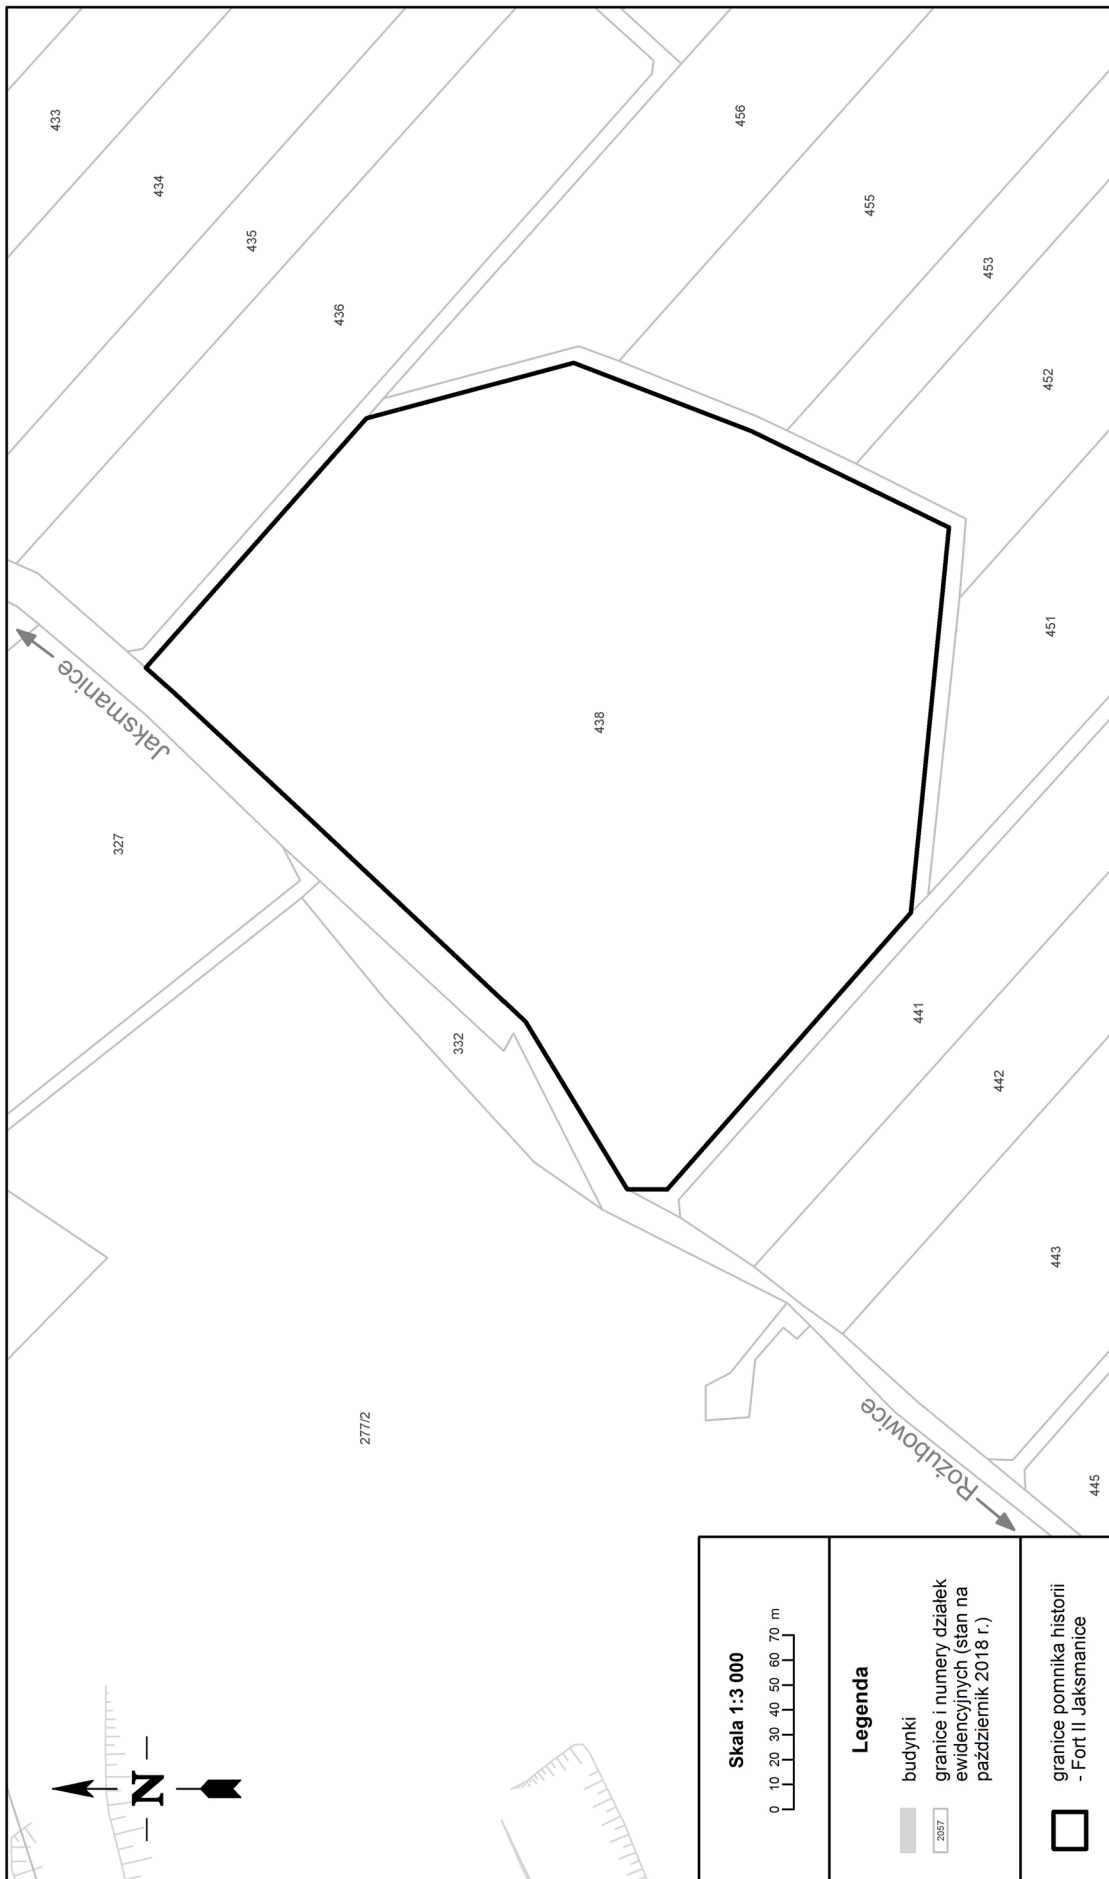 433
434
435
436
456
455
453
452
451
Jaksmanice
327
438
332
441
442
443
277/2
Rożubowice
445
N
Skala 1:3 000
0 10 20 30 40 50 60 70 m
Legenda
budynki
2057
granice i numery działek
ewidencyjnych (stan na
październik 2018 r.)
granice pomnika historii
- Fort II Jaksmanice